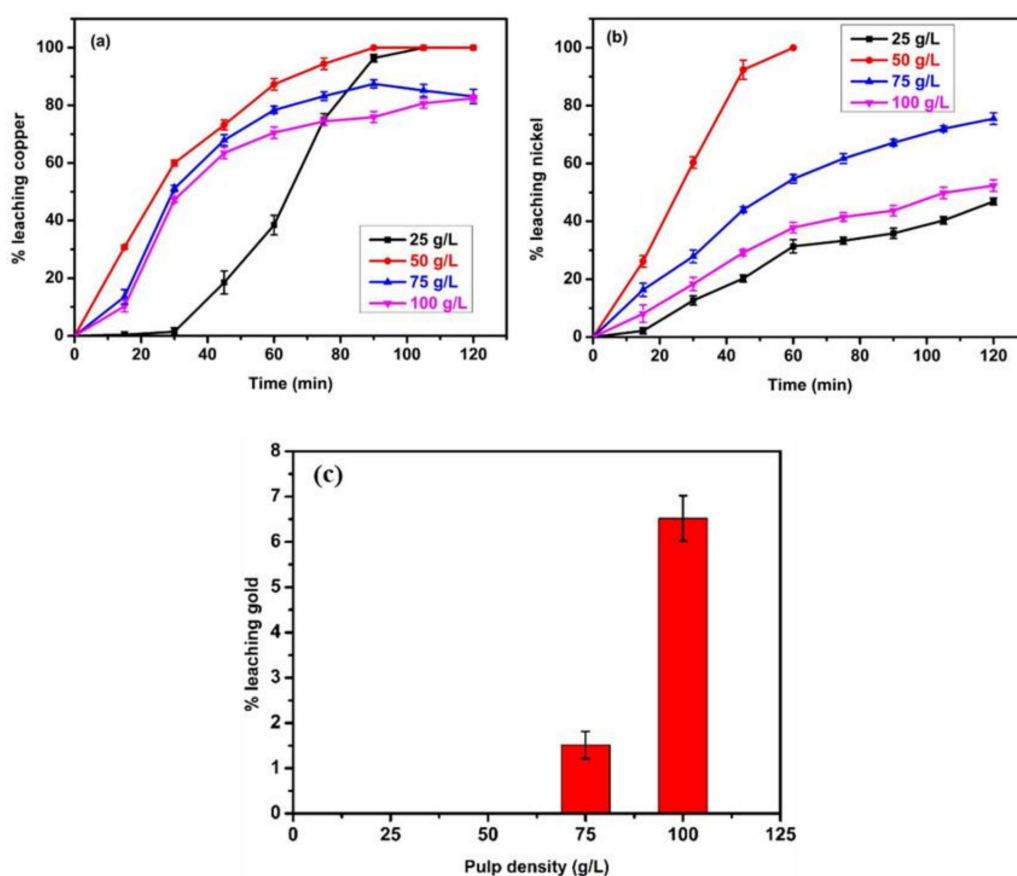 (a)
% leaching copper
100
80
60
40
20
0
25 g/L
50 g/L
75 g/L
100 g/L
0 20 40 60 80 100 120
Time (min)
(b)
% leaching nickel
100
80
60
40
20
0
25 g/L
50 g/L
75 g/L
100 g/L
0 20 40 60 80 100 120
Time (min)
(c)
% leaching gold
8
7
6
5
4
3
2
1
0
0 25 50 75 100 125
Pulp density (g/L)